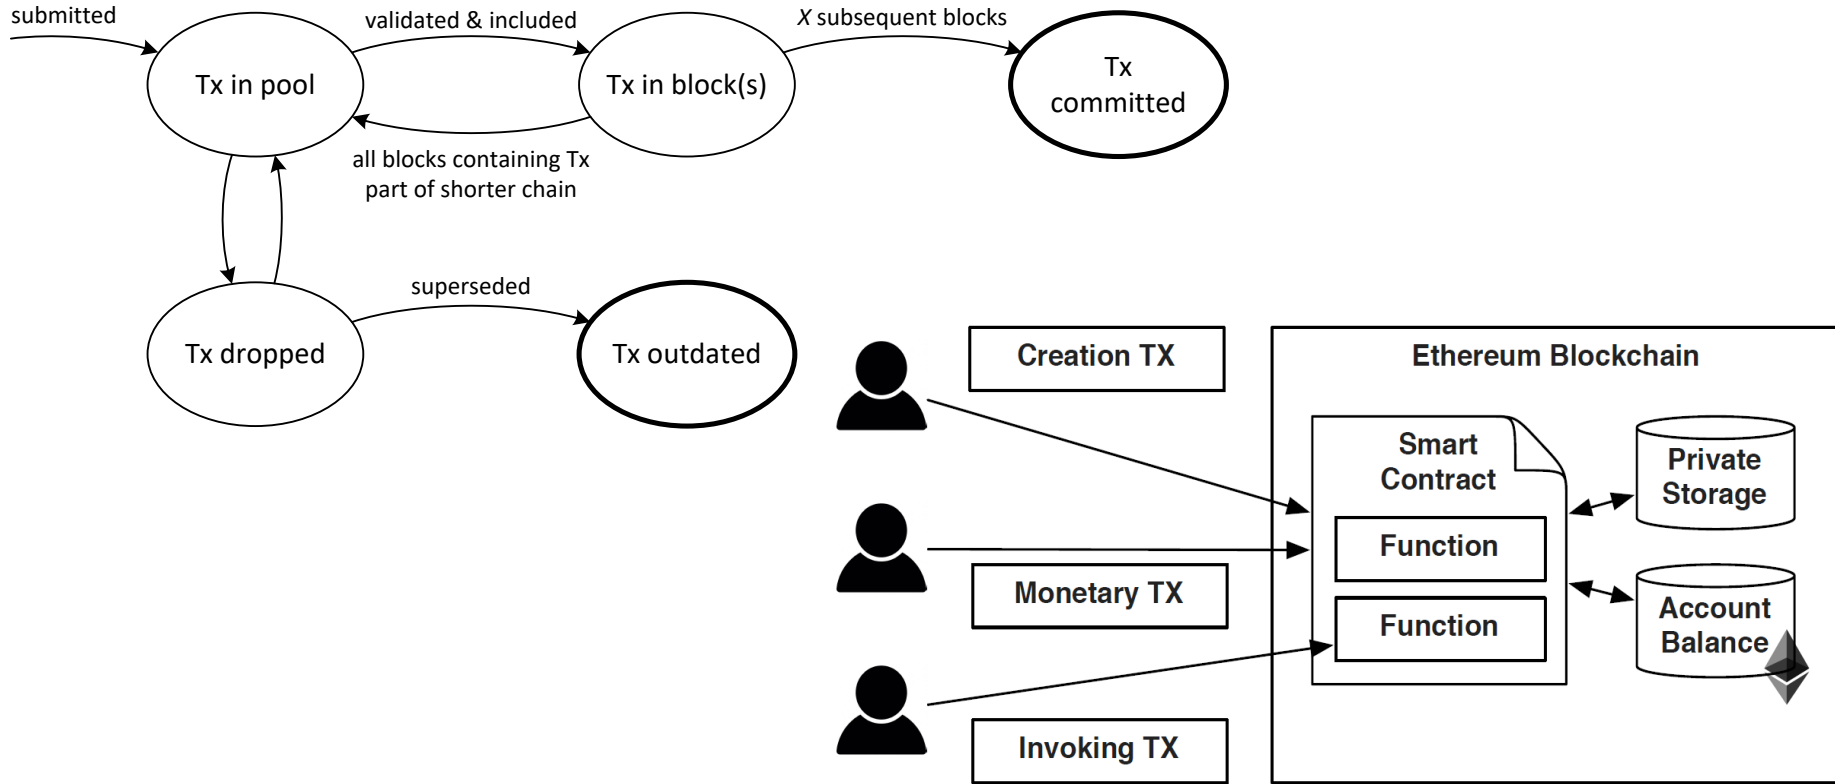 submitted
validated & included
X subsequent blocks
Tx in pool
Tx in block(s)
Tx
committed
all blocks containing Tx
part of shorter chain
superseded
Tx dropped
Tx outdated
Creation TX
Monetary TX
Invoking TX
Ethereum Blockchain
Smart
Contract
Function
Function
Private
Storage
Account
Balance